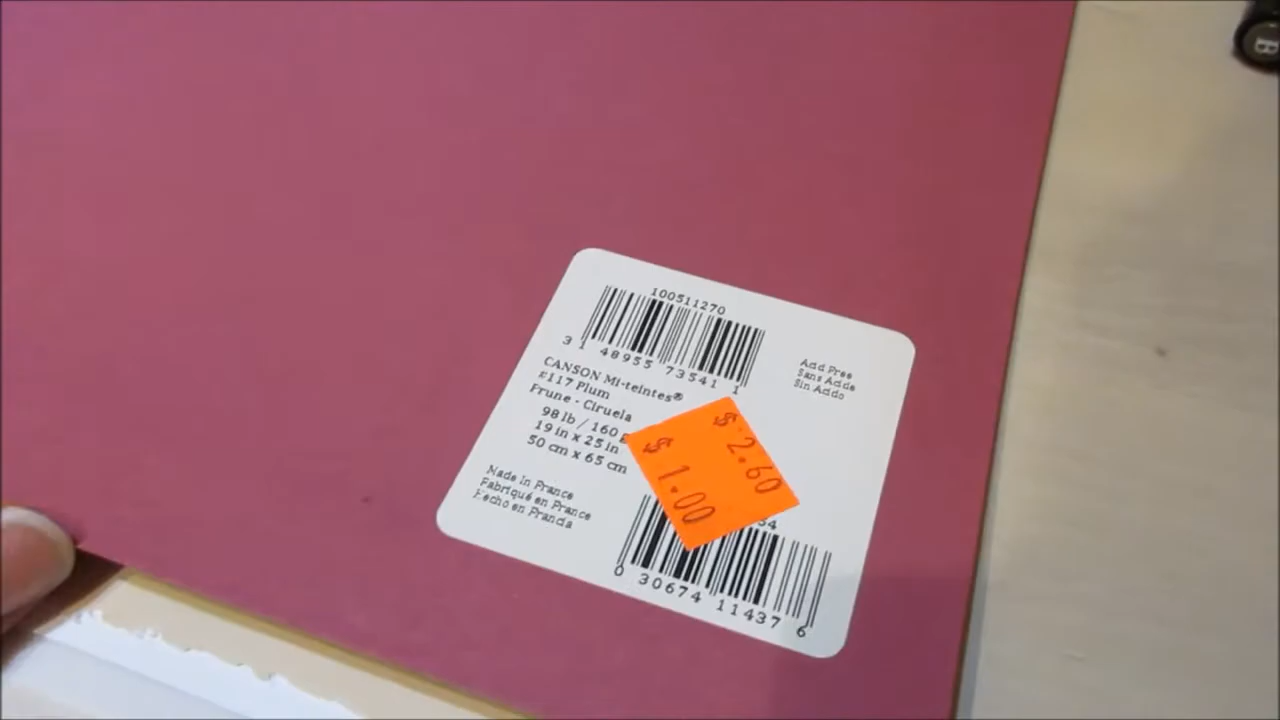 100511270
3 1 48955 73541 1
Acid Free
Sans Acide
Sin Acido
CANSON Mi-teintes®
#117 Plum
Prune - Ciruela
98 lb / 160
19 in x 25 in
50 cm x 65 cm
$ 2.60
$ 1.00
Made in France
Fabriqué en France
Hecho en Francia
0 30674 11437 6
B